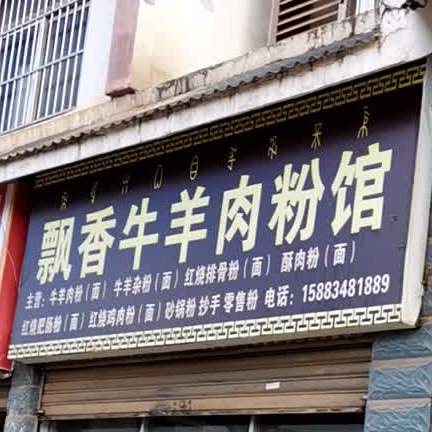 飘香牛羊肉粉馆
主营：牛羊肉粉（面） 牛羊杂粉（面） 红烧排骨粉（面） 酥肉粉（面）
红烧肥肠粉（面）红烧鸡肉粉（面）砂锅粉 抄手 零售粉 电话：15883481889